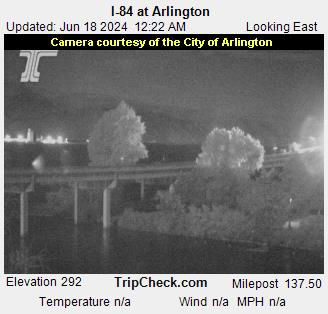 I-84 at Arlington
Updated: Jun 18 2024 12:22 AM Looking East
Camera courtesy of the City of Arlington
Elevation 292 TripCheck.com Milepost 137.50
Temperature n/a Wind n/a MPH n/a